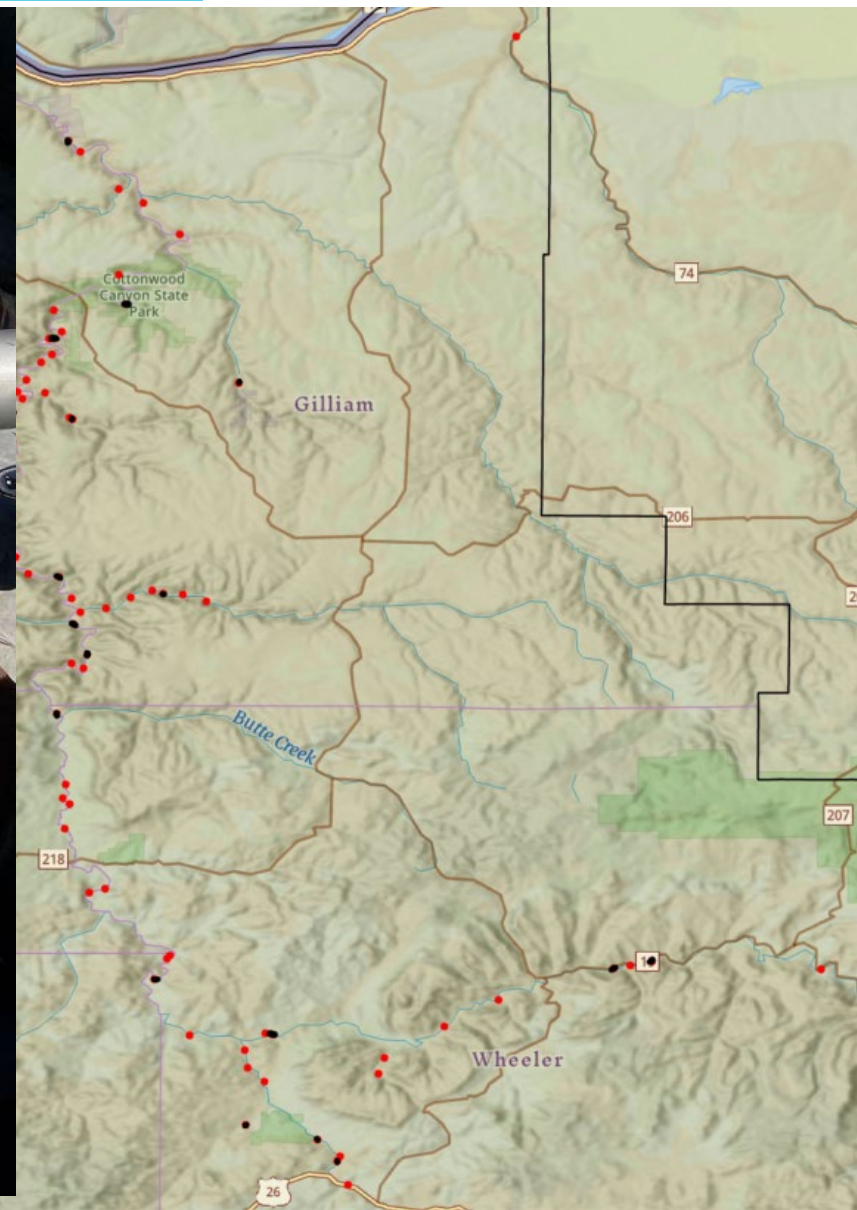 74
Cottonwood
Canyon State
Park
Gilliam
206
Butte Creek
207
218
Wheeler
26